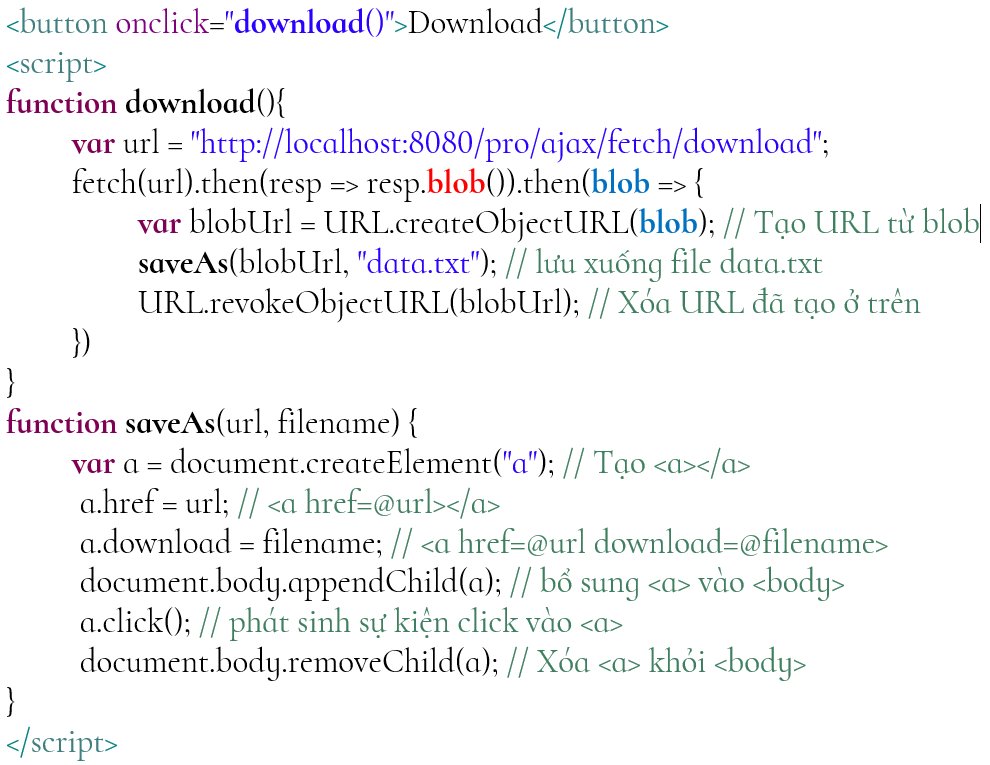 <button onclick="download()">Download</button>
<script>
function download(){
var url = "http://localhost:8080/pro/ajax/fetch/download";
fetch(url).then(resp => resp.blob()).then(blob => {
var blobUrl = URL.createObjectURL(blob); // Tạo URL từ blob
saveAs(blobUrl, "data.txt"); // lưu xuống file data.txt
URL.revokeObjectURL(blobUrl); // Xóa URL đã tạo ở trên
})
}
function saveAs(url, filename) {
var a = document.createElement("a"); // Tạo <a></a>
a.href = url; // <a href=@url></a>
a.download = filename; // <a href=@url download=@filename>
document.body.appendChild(a); // bổ sung <a> vào <body>
a.click(); // phát sinh sự kiện click vào <a>
document.body.removeChild(a); // Xóa <a> khỏi <body>
}
</script>